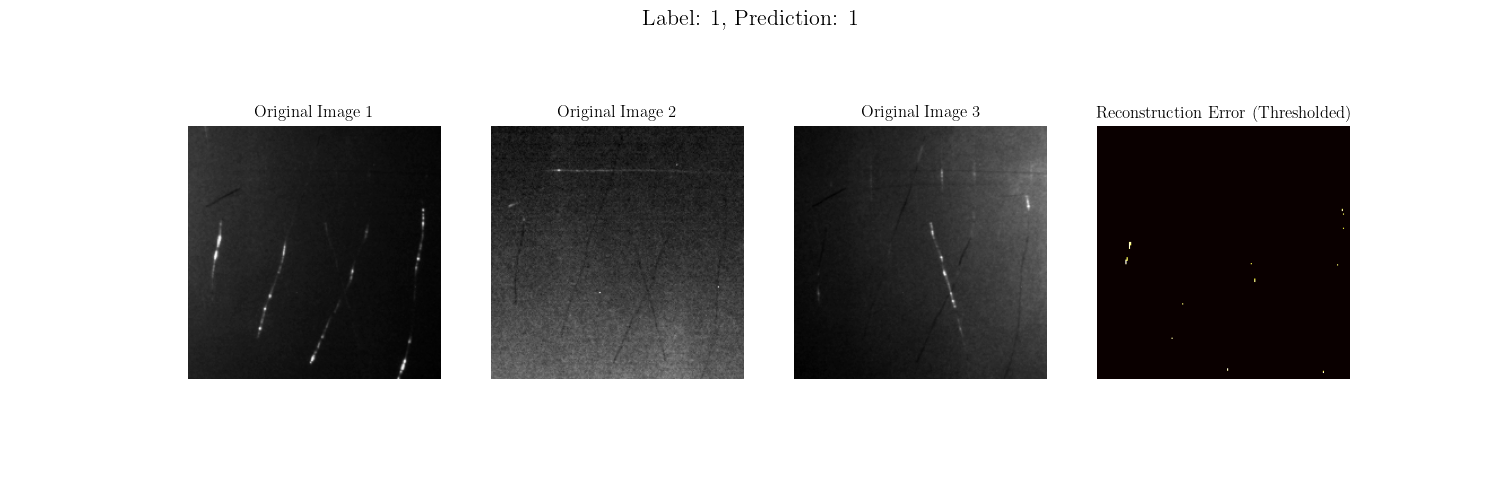 Label: 1, Prediction: 1
Original Image 1
Original Image 2
Original Image 3
Reconstruction Error (Thresholded)